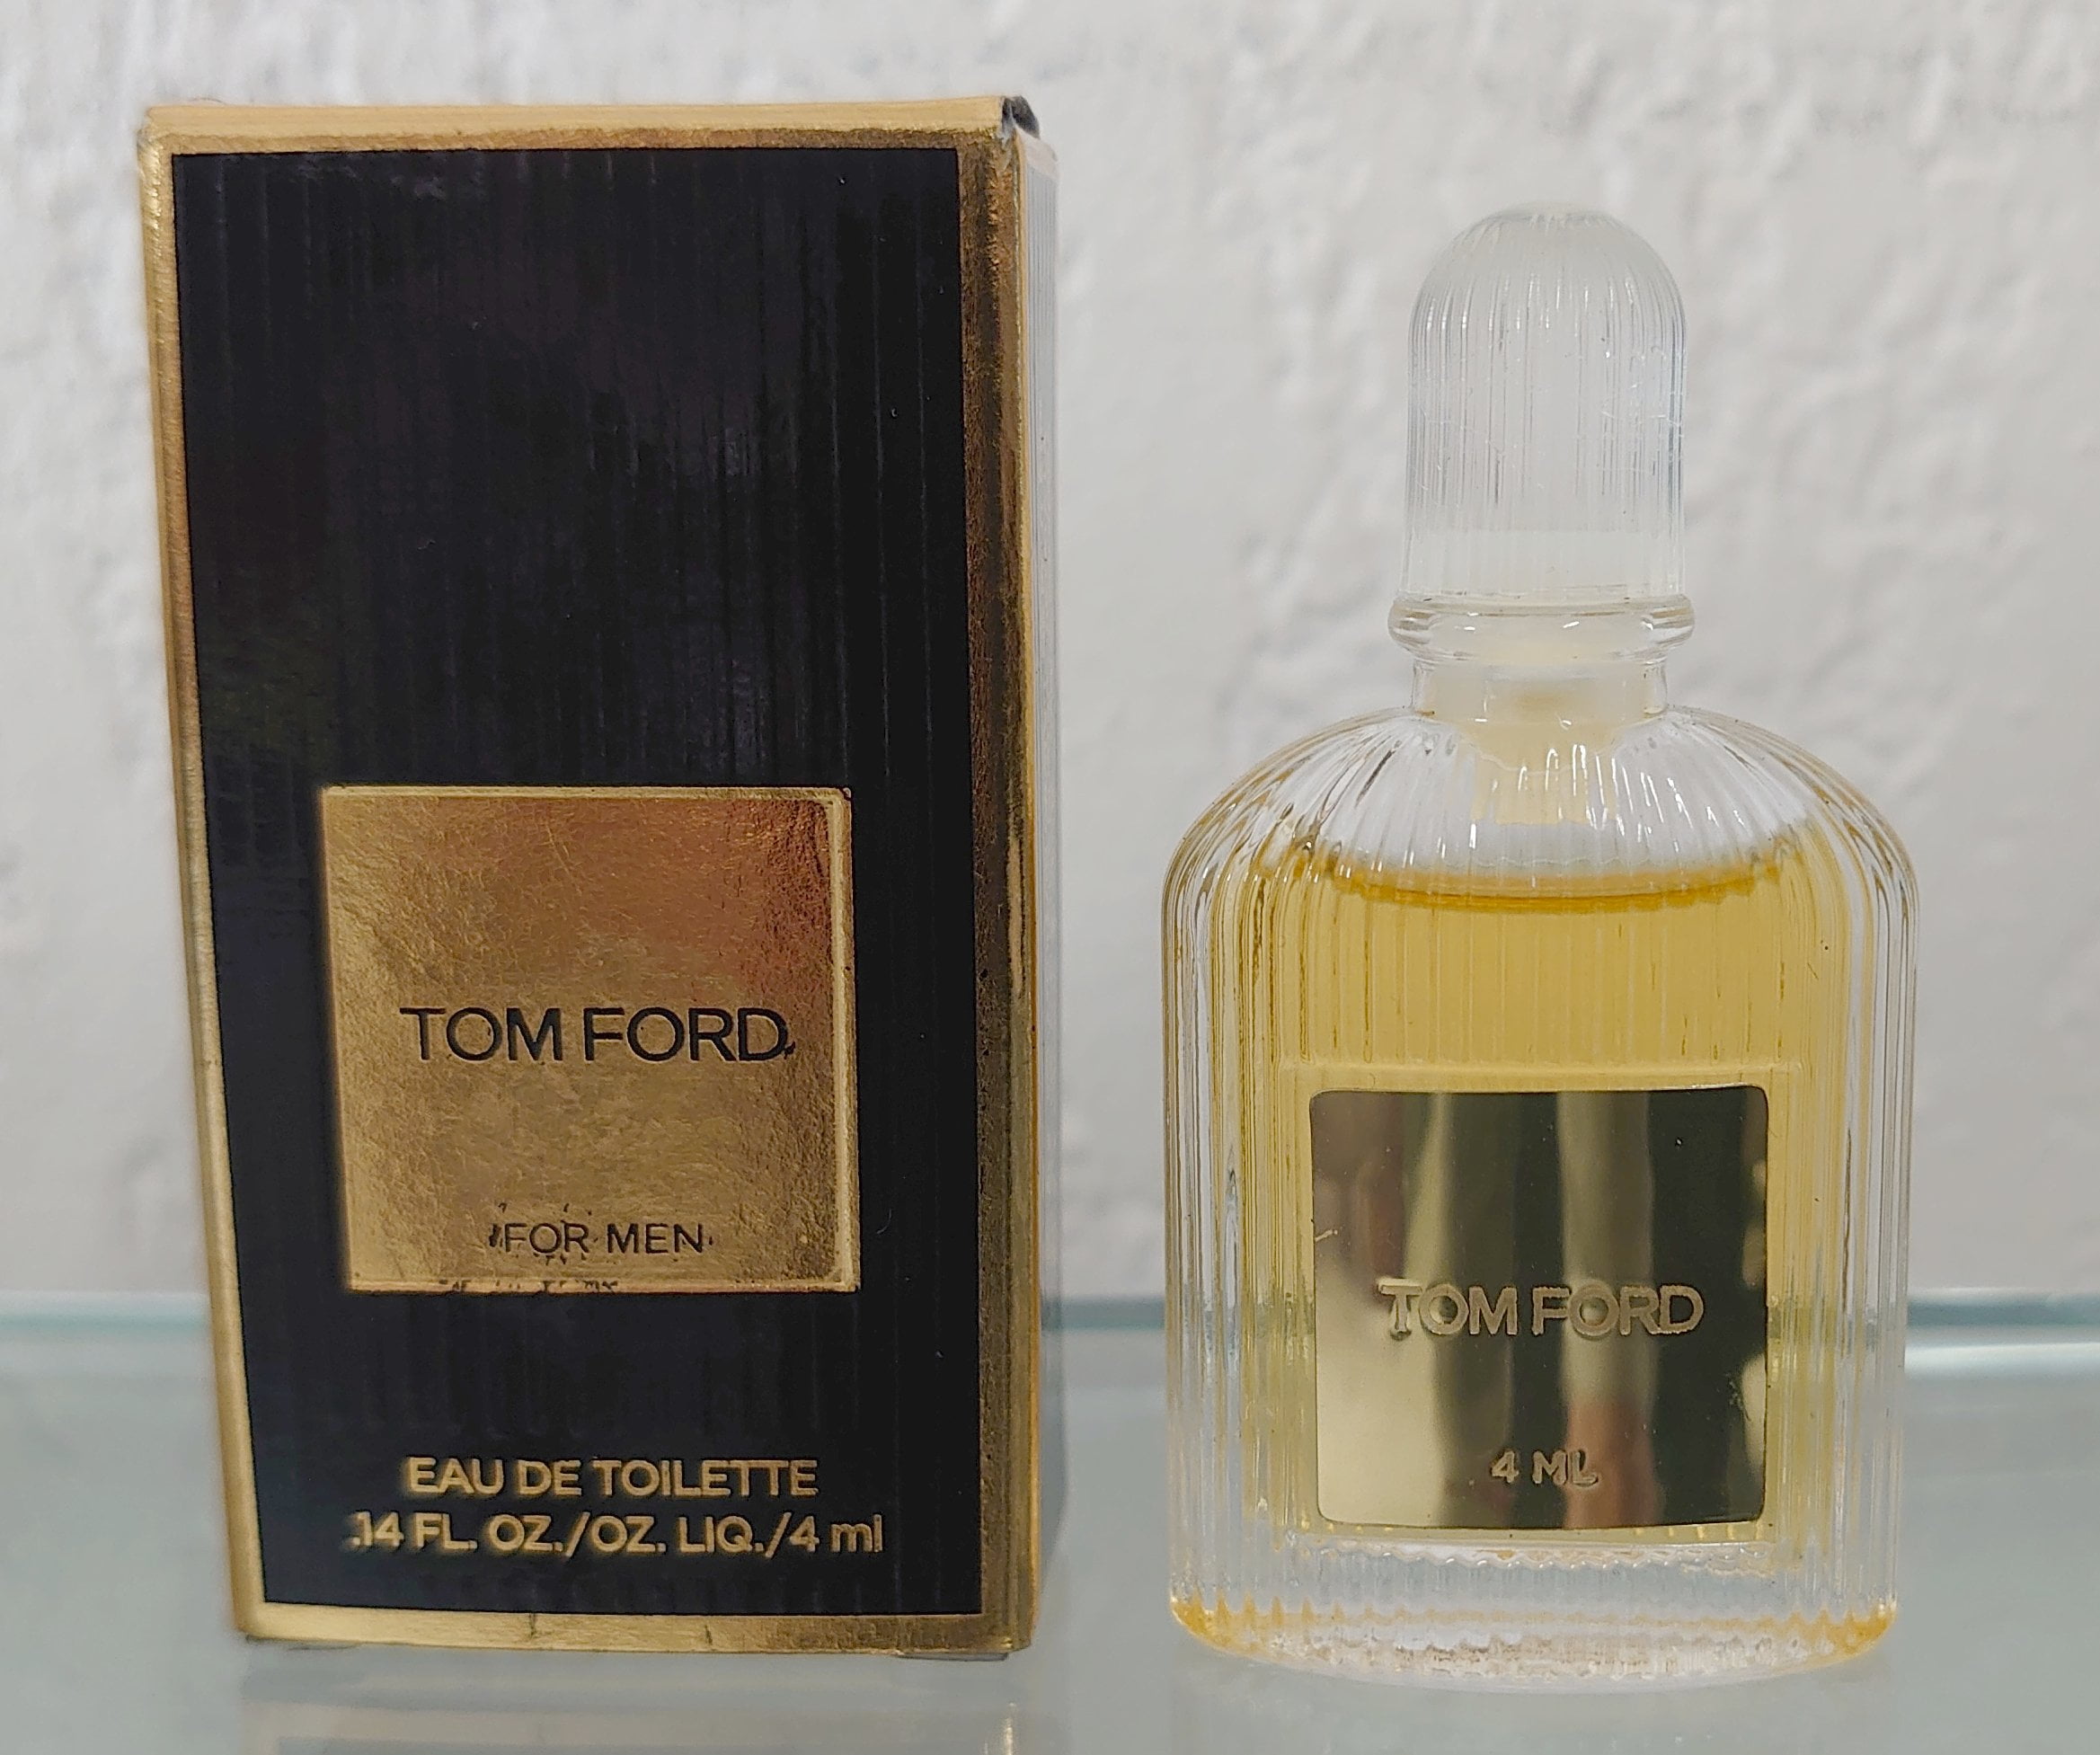 TOM FORD
FOR MEN
EAU DE TOILETTE
.14 FL. OZ./OZ. LIQ./4 ml
TOM FORD
4 ML